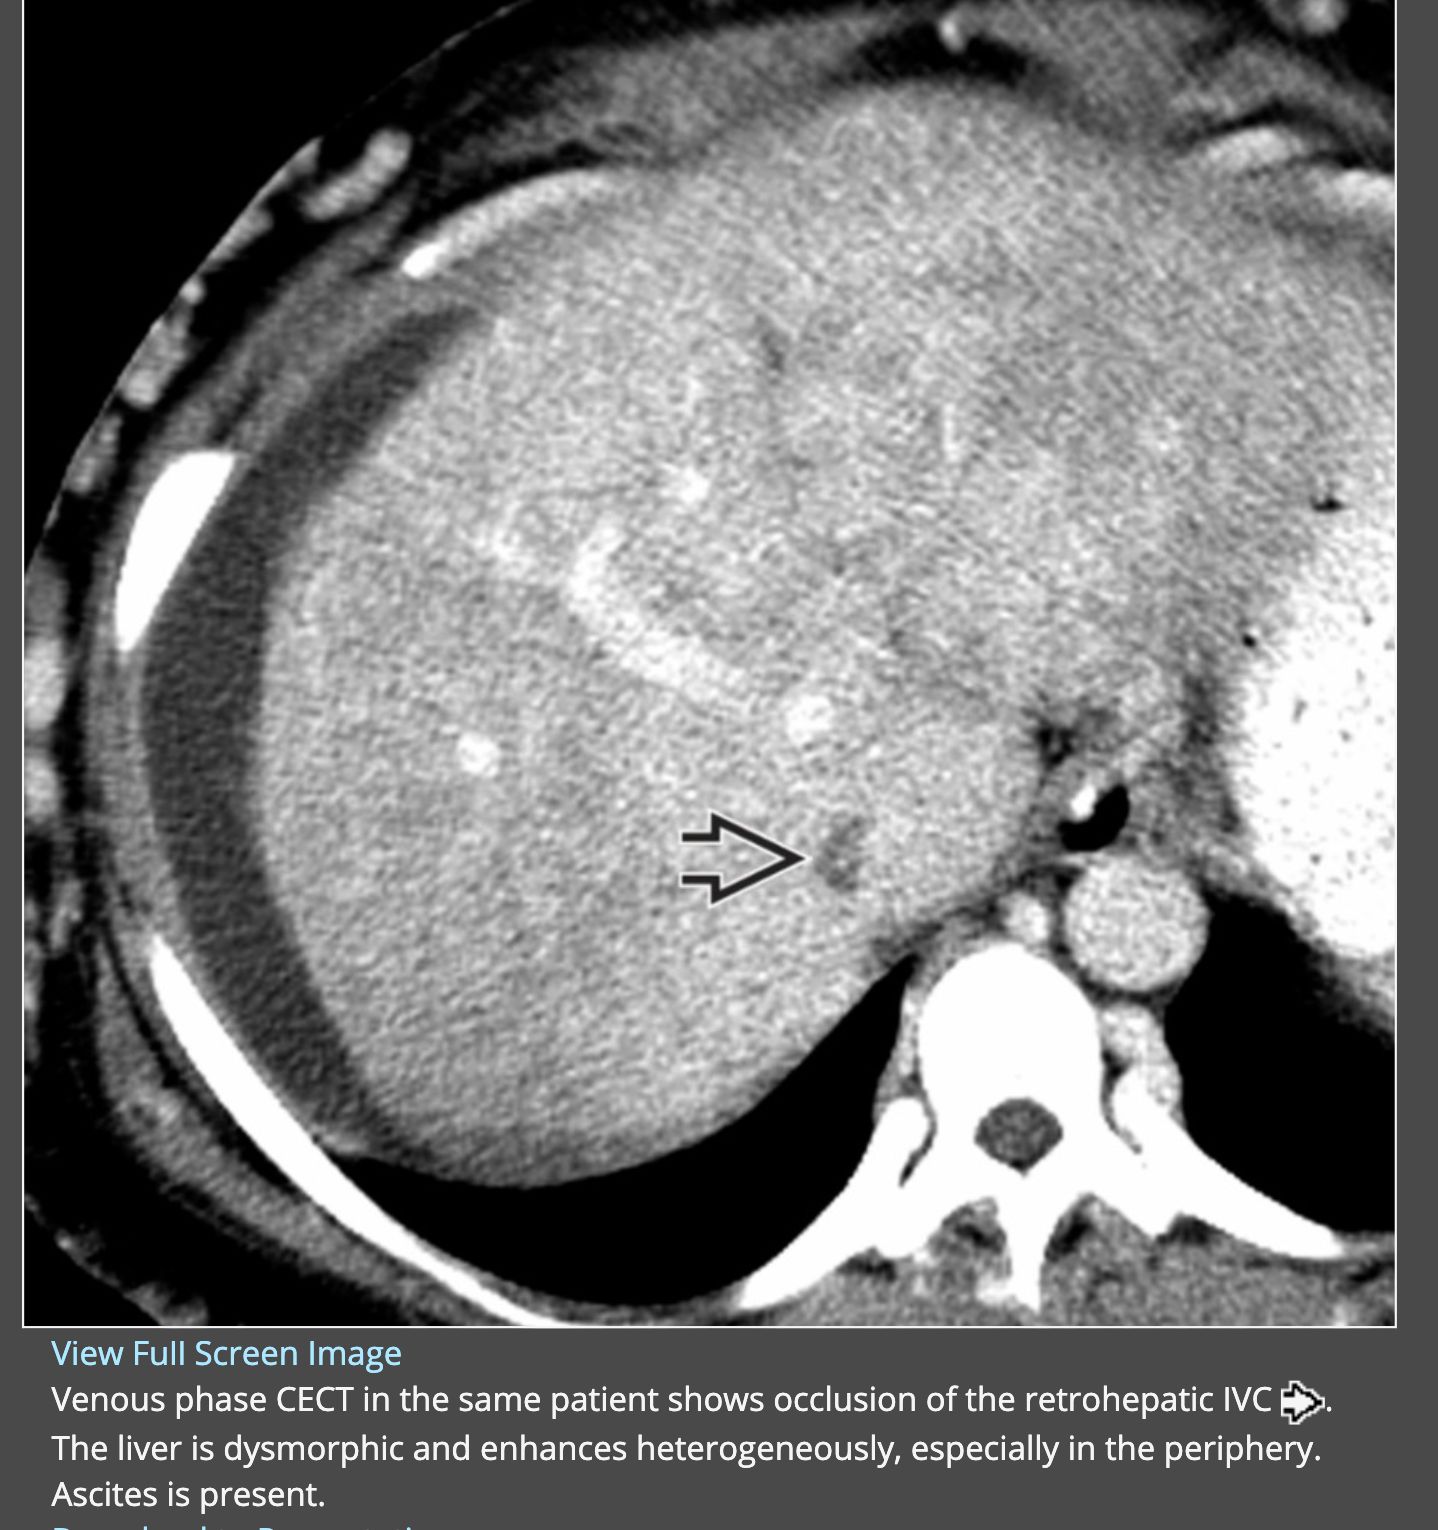 View Full Screen Image
Venous phase CECT in the same patient shows occlusion of the retrohepatic IVC .
The liver is dysmorphic and enhances heterogeneously, especially in the periphery.
Ascites is present.